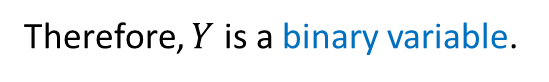 Therefore, Y is a binary variable.